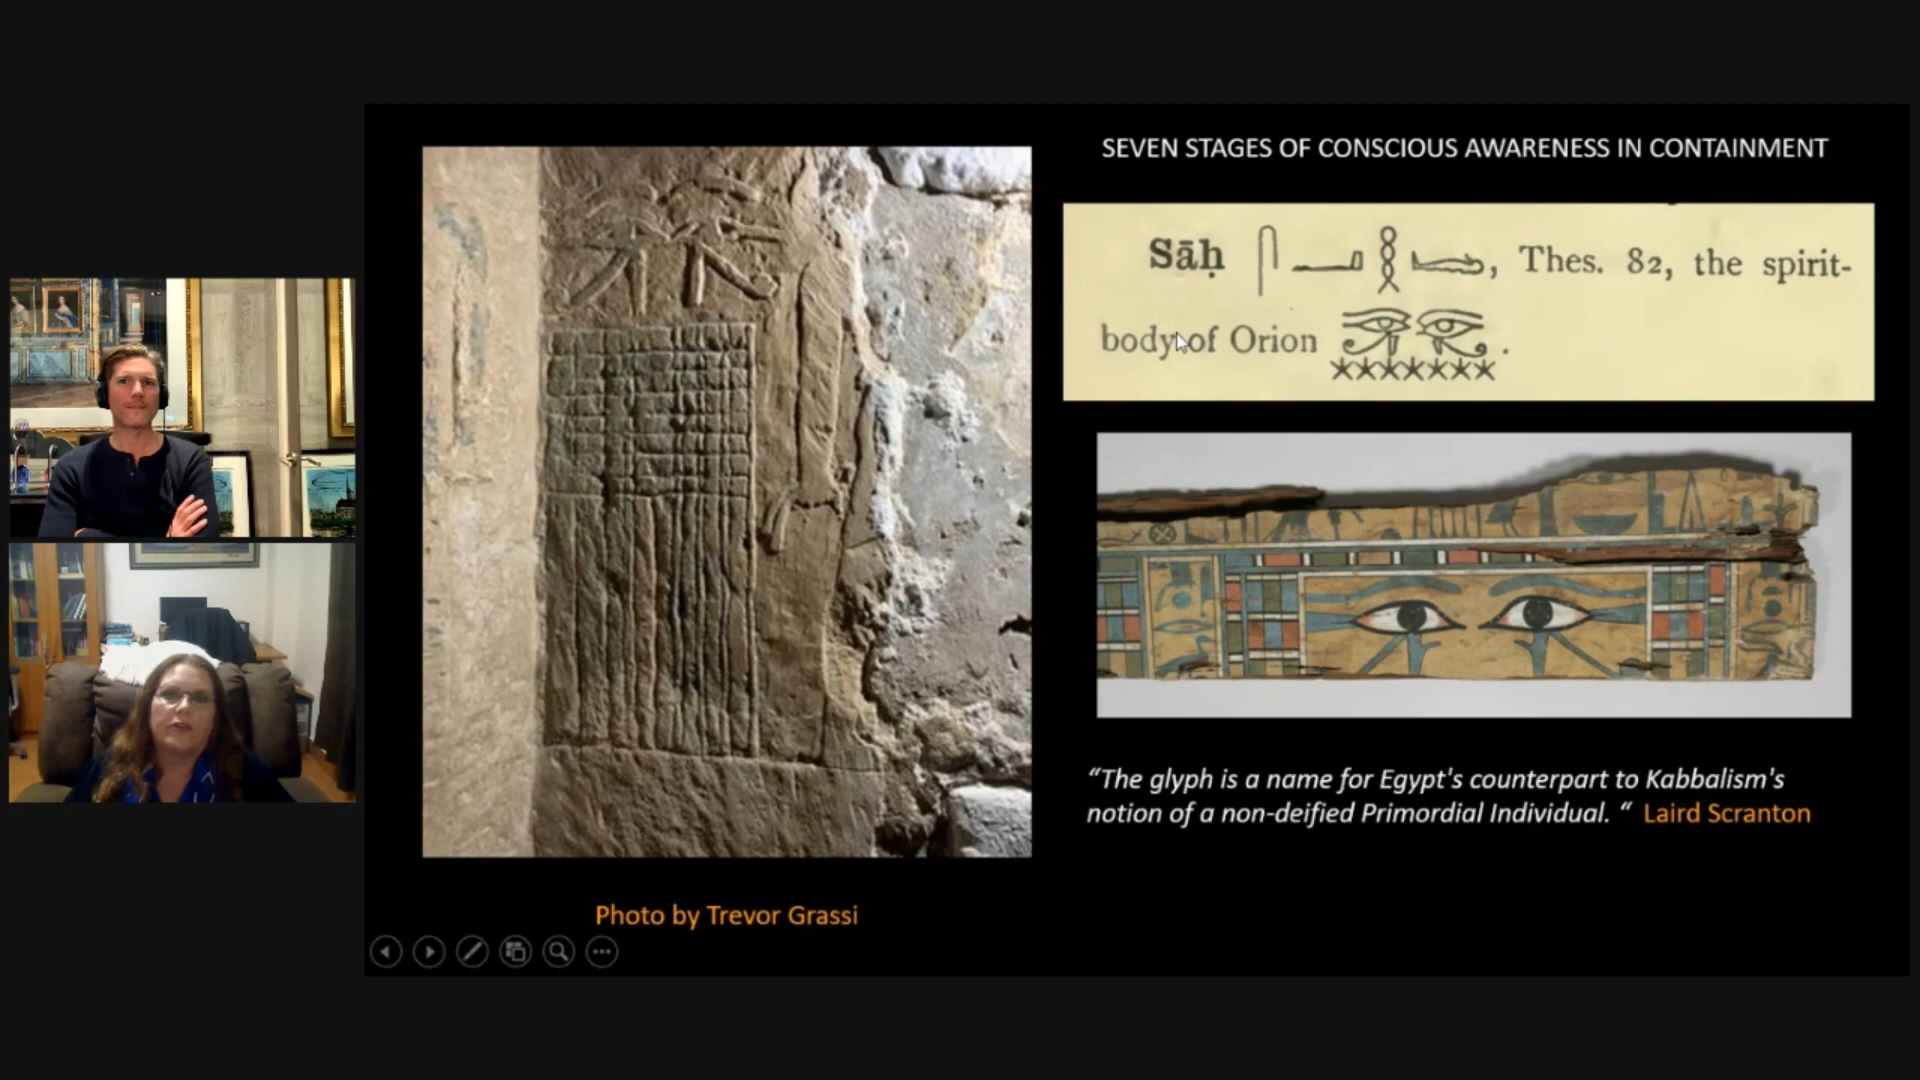 SEVEN STAGES OF CONSCIOUS AWARENESS IN CONTAINMENT
Sāḥ 𓋴𓂝𓎛, Thes. 82, the spirit-
body of Orion .
“The glyph is a name for Egypt's counterpart to Kabbalism's
notion of a non-deified Primordial Individual. “ Laird Scranton
Photo by Trevor Grassi